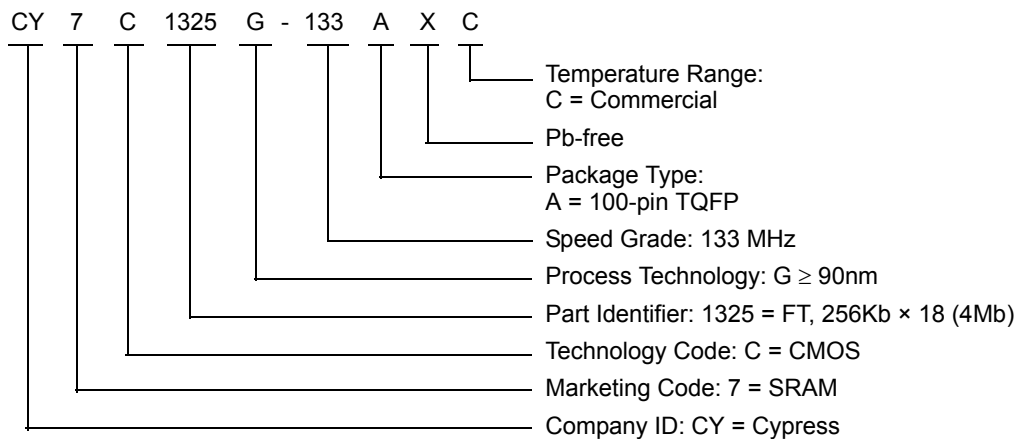 CY 7 C 1325 G - 133 A X C
Temperature Range:
C = Commercial
Pb-free
Package Type:
A = 100-pin TQFP
Speed Grade: 133 MHz
Process Technology: G ≥ 90nm
Part Identifier: 1325 = FT, 256Kb × 18 (4Mb)
Technology Code: C = CMOS
Marketing Code: 7 = SRAM
Company ID: CY = Cypress